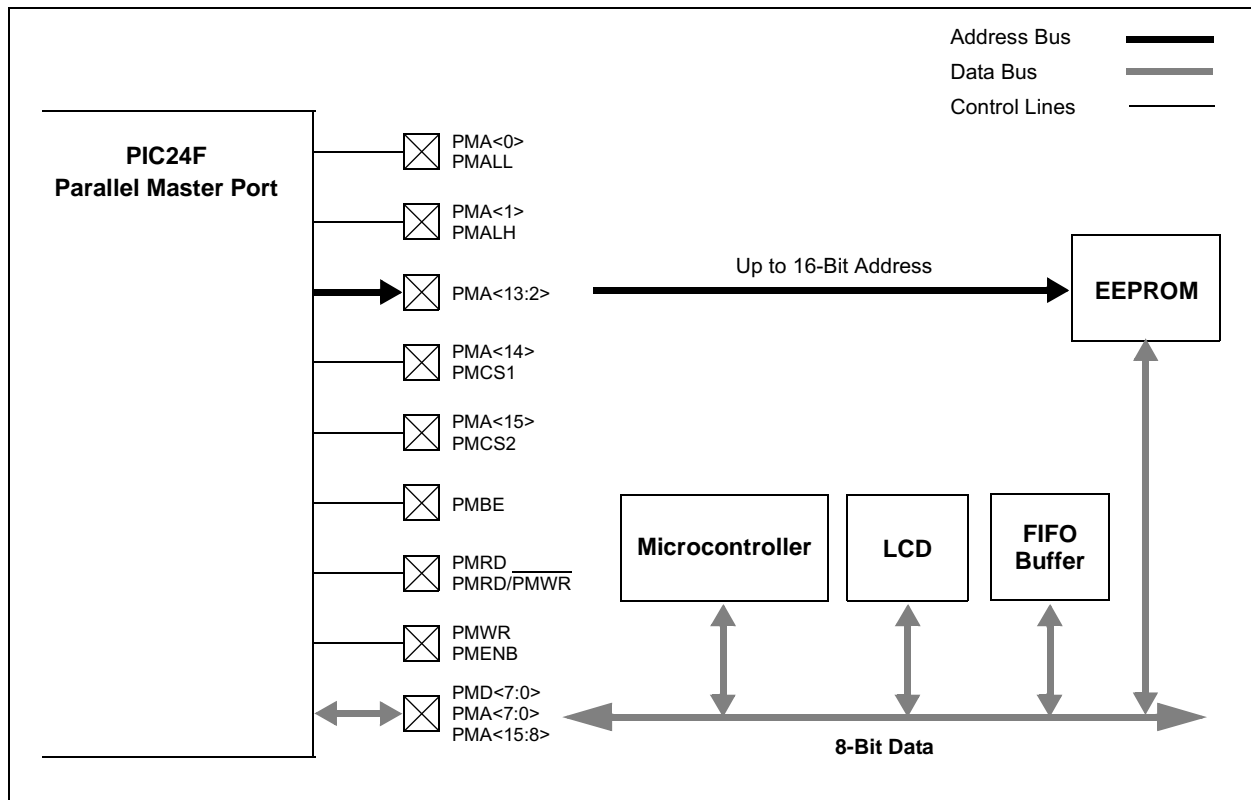 Address Bus
Data Bus
Control Lines
PIC24F
Parallel Master Port
PMA<0>
PMALL
PMA<1>
PMALH
PMA<13:2>
Up to 16-Bit Address
EEPROM
PMA<14>
PMCS1
PMA<15>
PMCS2
PMBE
Microcontroller
LCD
FIFO
Buffer
PMRD
PMRD/PMWR
PMWR
PMENB
PMD<7:0>
PMA<7:0>
PMA<15:8>
8-Bit Data